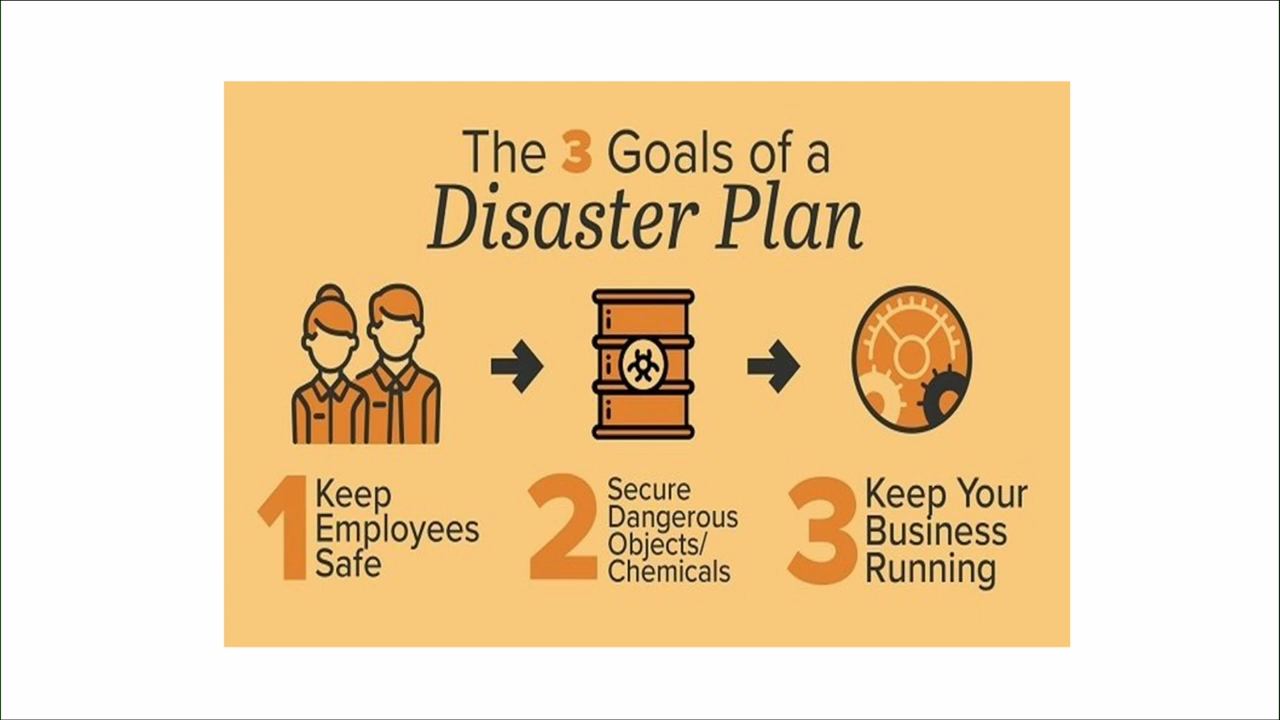 The 3 Goals of a
Disaster Plan
1 Keep
Employees
Safe
2 Secure
Dangerous
Objects/
Chemicals
3 Keep Your
Business
Running